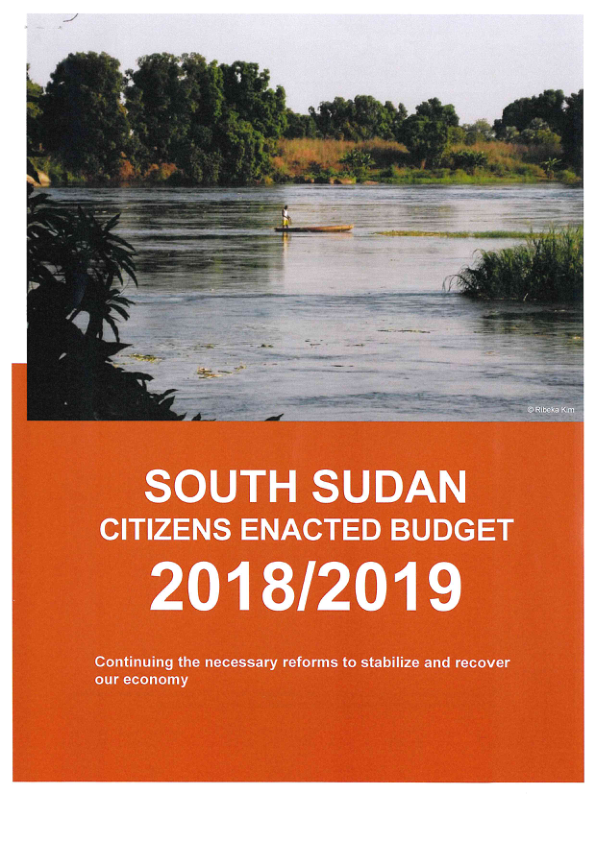 © Ribeka Kim
SOUTH SUDAN
CITIZENS ENACTED BUDGET
2018/2019
Continuing the necessary reforms to stabilize and recover
our economy